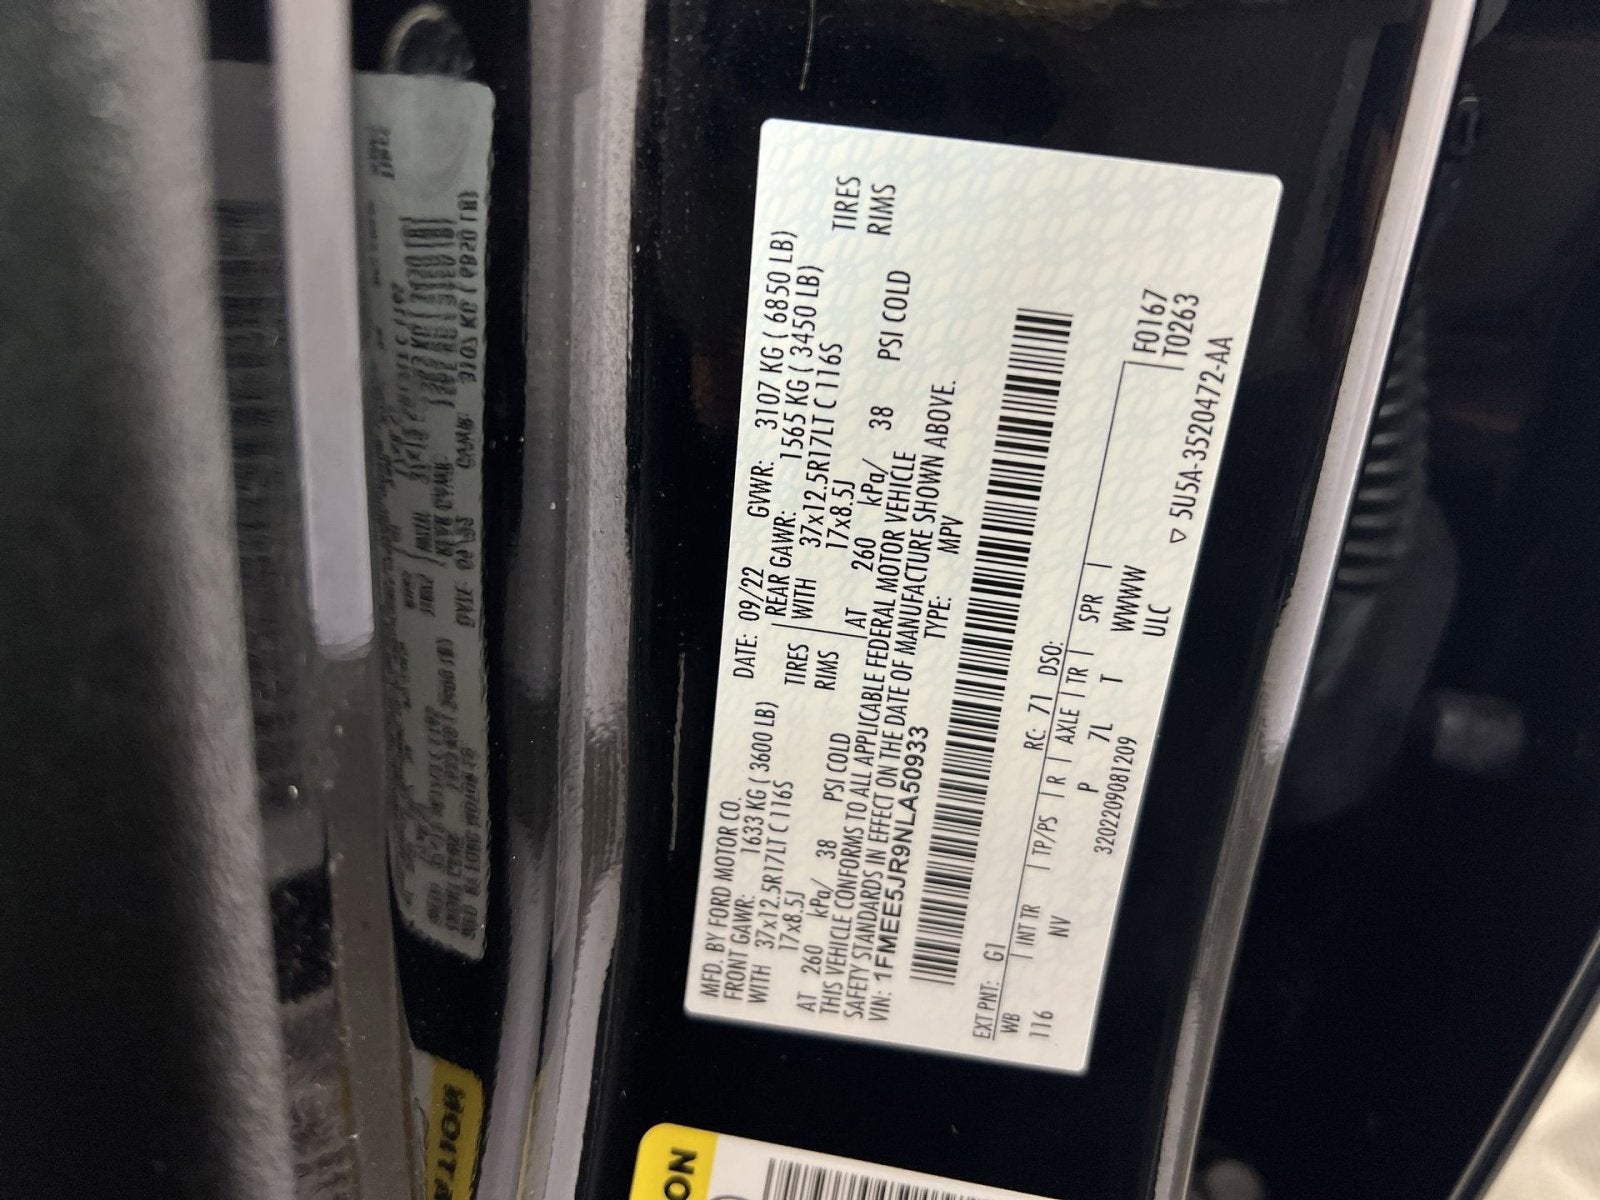 MFD. BY FORD MOTOR CO. DATE: 09/22 GVWR: 3107 KG ( 6850 LB)
FRONT GAWR: 1633 KG ( 3600 LB) REAR GAWR: 1565 KG ( 3450 LB)
WITH 37x12.5R17LT C 116S TIRES WITH 37x12.5R17LT C 116S TIRES
17x8.5J RIMS 17x8.5J RIMS
AT 260 kPa/ 38 PSI COLD AT 260 kPa/ 38 PSI COLD
THIS VEHICLE CONFORMS TO ALL APPLICABLE FEDERAL MOTOR VEHICLE
SAFETY STANDARDS IN EFFECT ON THE DATE OF MANUFACTURE SHOWN ABOVE.
VIN: 1FMEE5JR9NLA50933 TYPE: MPV
EXT PNT: G1 RC: 71 DSO:
WB INT TR TP/PS R AXLE TR SPR F0167
116 NV P 7L T WWWW T0263
3202209081209 ULC
▽ 5U5A-3520472-AA
ON